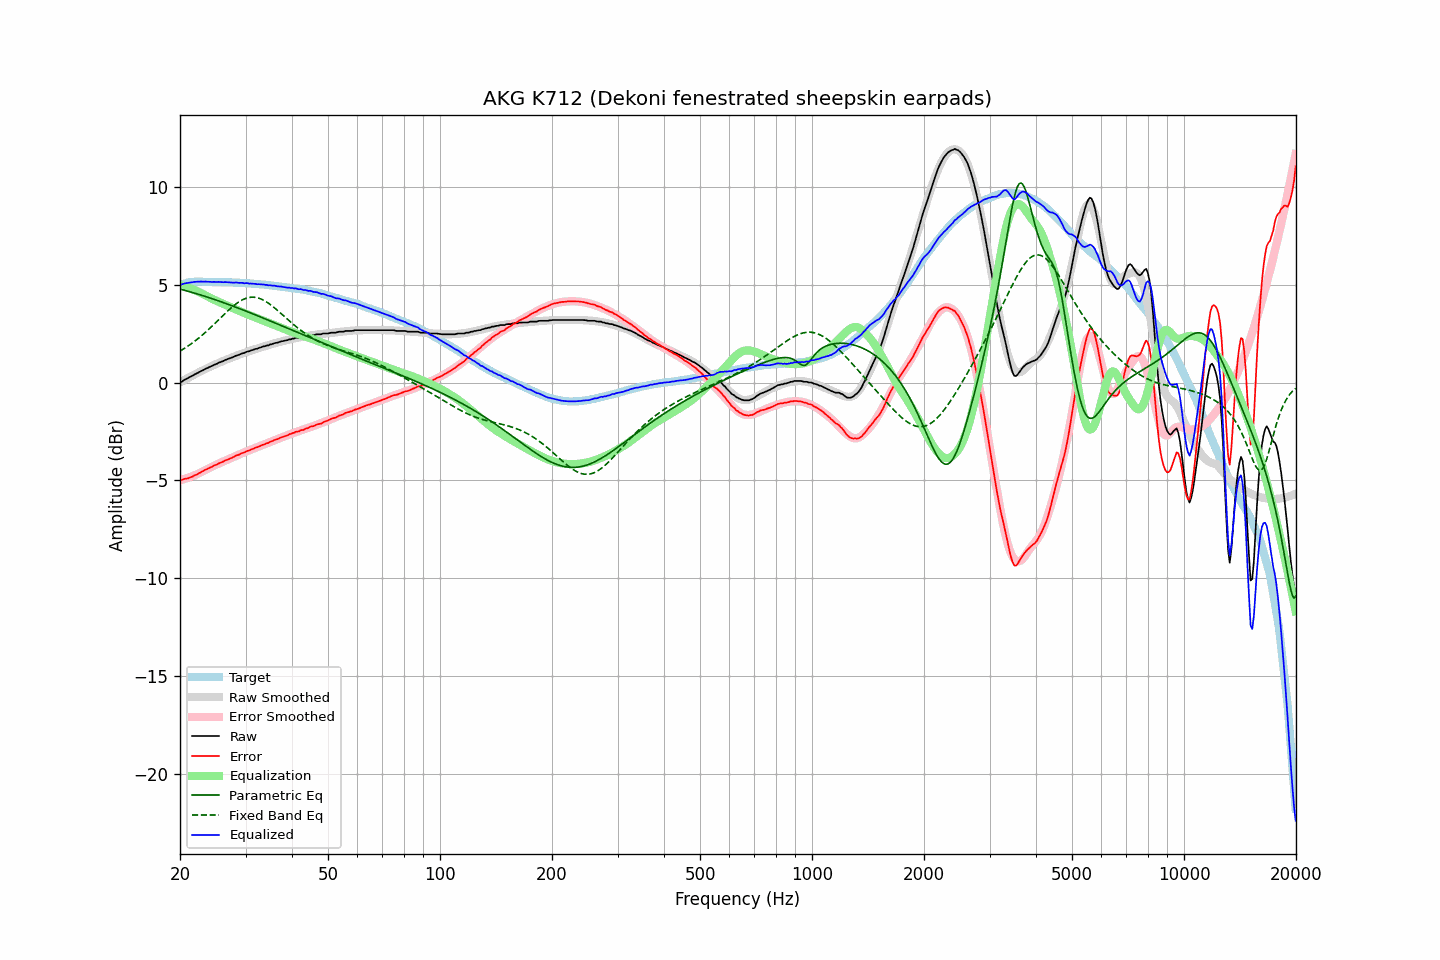 AKG K712 (Dekoni fenestrated sheepskin earpads)
10
5
0
−5
−10
−15
−20
Amplitude (dBr)
Target
Raw Smoothed
Error Smoothed
Raw
Error
Equalization
Parametric Eq
Fixed Band Eq
Equalized
20 50 100 200 500 1000 2000 5000 10000 20000
Frequency (Hz)